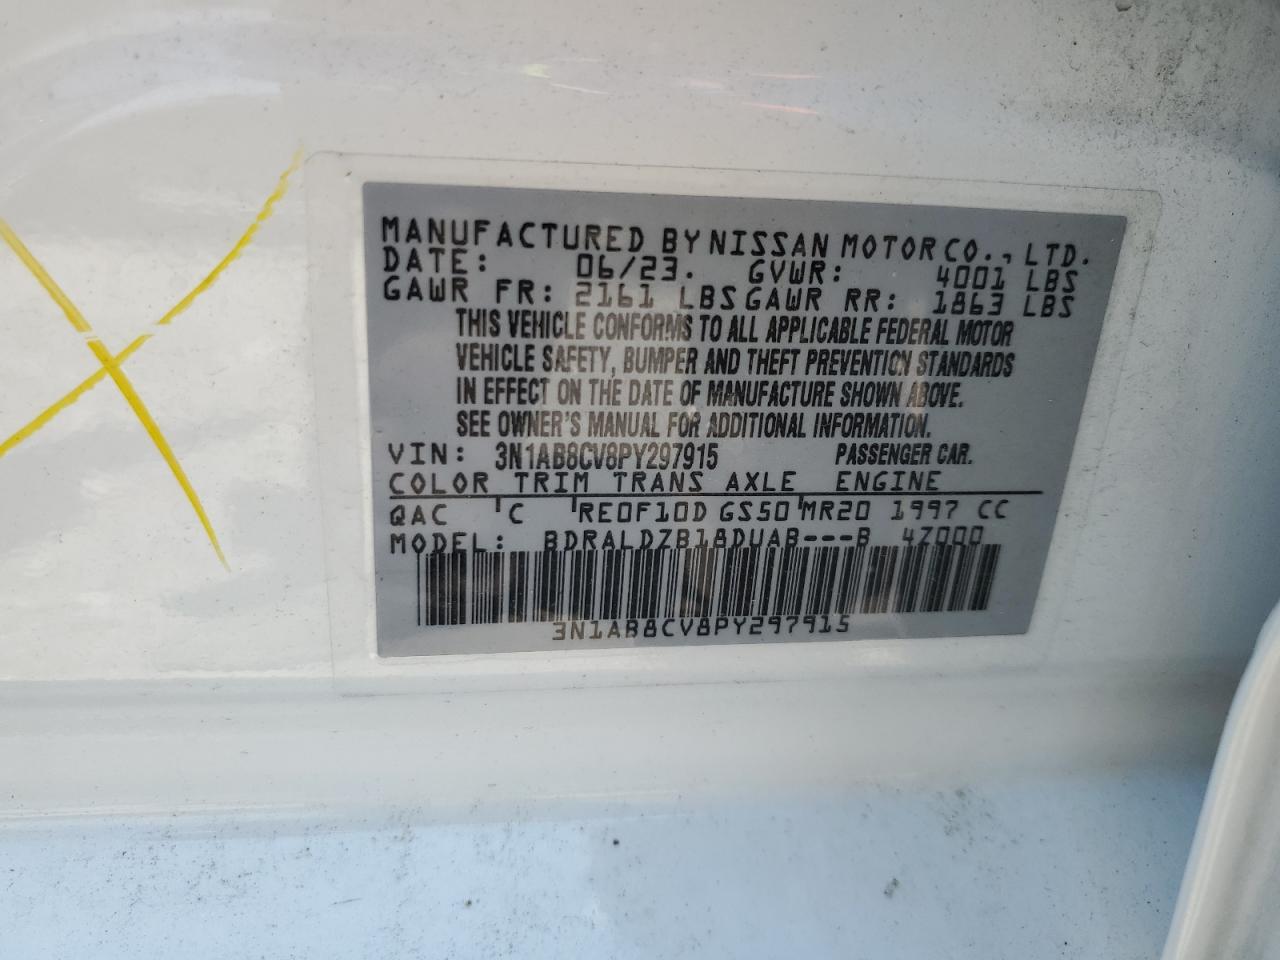 MANUFACTURED BY NISSAN MOTOR CO., LTD.
DATE: 06/23. GVWR: 4001 LBS
GAWR FR: 2161 LBS GAWR RR: 1863 LBS
THIS VEHICLE CONFORMS TO ALL APPLICABLE FEDERAL MOTOR
VEHICLE SAFETY, BUMPER AND THEFT PREVENTION STANDARDS
IN EFFECT ON THE DATE OF MANUFACTURE SHOWN ABOVE.
SEE OWNER'S MANUAL FOR ADDITIONAL INFORMATION.
VIN: 3N1AB8CV8PY297915 PASSENGER CAR.
COLOR TRIM TRANS AXLE ENGINE
QAC C RE0F10D GS50 MR20 1997 CC
MODEL: BDRALDZB18DUAB---B 4Z000
3N1AB8CV8PY297915